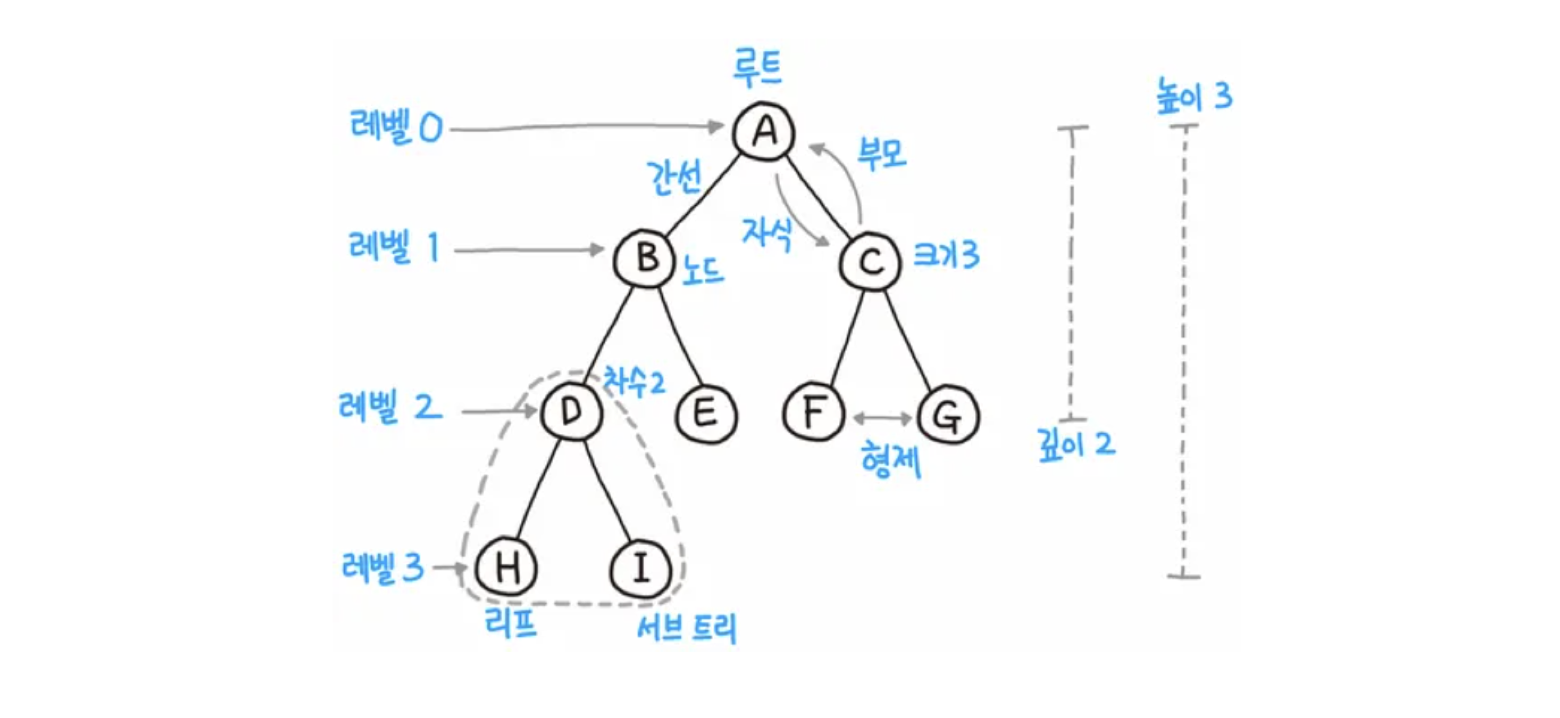 루트
높이 3
레벨 0
A
부모
간선
자식
레벨 1
B
노드
C
크기 3
차수 2
레벨 2
D
E
F
G
형제
깊이 2
레벨 3
H
I
리프
서브 트리